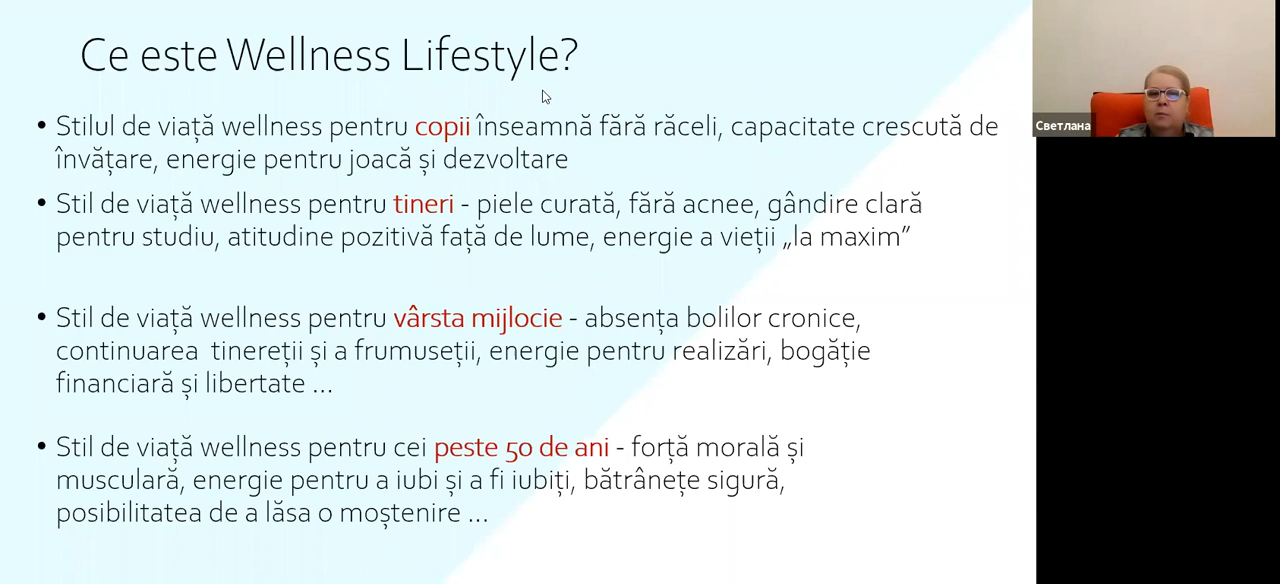 Ce este Wellness Lifestyle?
• Stilul de viață wellness pentru copii înseamnă fără răceli, capacitate crescută de
învățare, energie pentru joacă și dezvoltare
• Stil de viață wellness pentru tineri - piele curată, fără acnee, gândire clară
pentru studiu, atitudine pozitivă față de lume, energie a vieții „la maxim”
• Stil de viață wellness pentru vârsta mijlocie - absența bolilor cronice,
continuarea  tinereții și a frumuseții, energie pentru realizări, bogăție
financiară și libertate ...
• Stil de viață wellness pentru cei peste 50 de ani - forță morală și
musculară, energie pentru a iubi și a fi iubiți, bătrânețe sigură,
posibilitatea de a lăsa o moștenire ...
Светлана